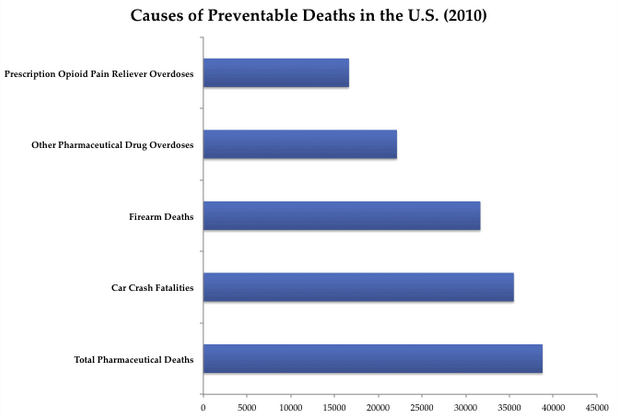 Causes of Preventable Deaths in the U.S. (2010)
Prescription Opioid Pain Reliever Overdoses
Other Pharmaceutical Drug Overdoses
Firearm Deaths
Car Crash Fatalities
Total Pharmaceutical Deaths
0 5000 10000 15000 20000 25000 30000 35000 40000 45000